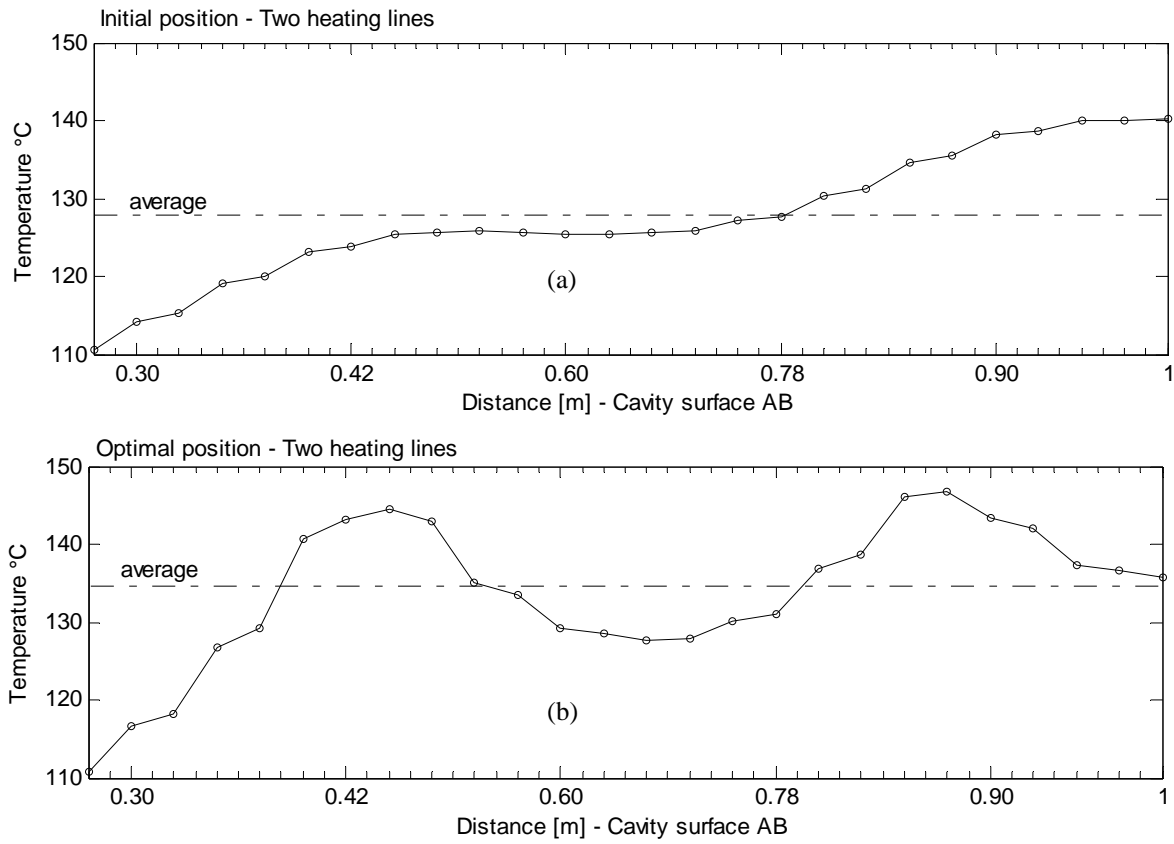 Initial position - Two heating lines
150
140
130
120
110
Temperature °C
average
(a)
0.30 0.42 0.60 0.78 0.90 1
Distance [m] - Cavity surface AB
Optimal position - Two heating lines
150
140
130
120
110
Temperature °C
average
(b)
0.30 0.42 0.60 0.78 0.90 1
Distance [m] - Cavity surface AB